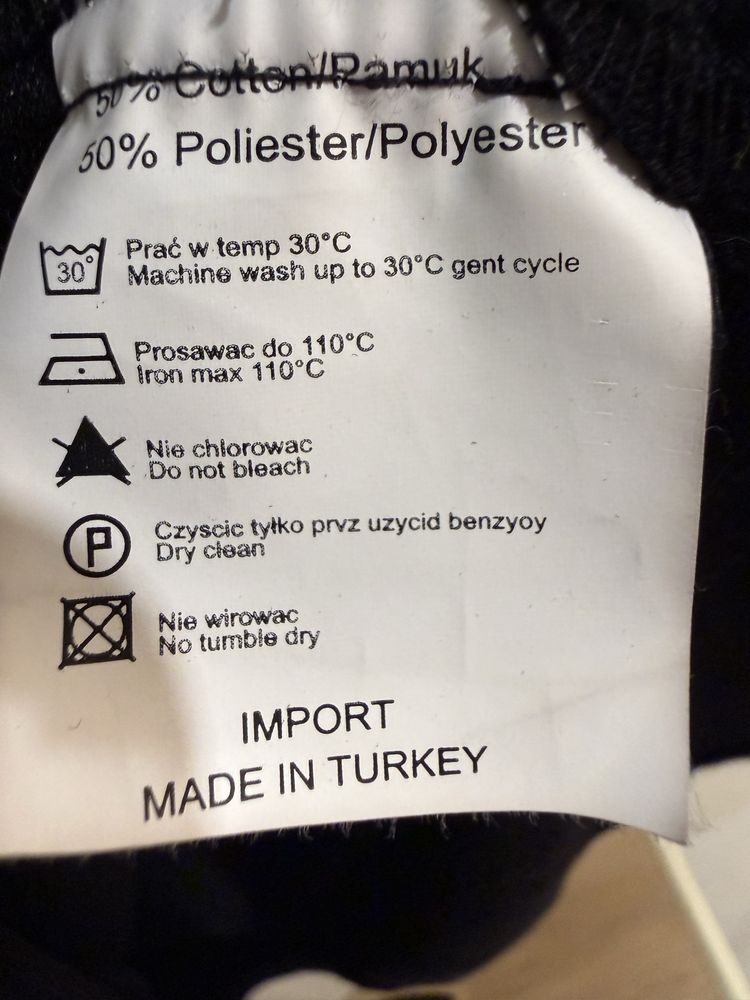 50% Cotton/Pamuk
50% Poliester/Polyester
30°
Prać w temp 30°C
Machine wash up to 30°C gent cycle
Prosawac do 110°C
Iron max 110°C
Nie chlorowac
Do not bleach
P
Czyscic tyłko prvz uzycid benzyoy
Dry clean
Nie wirowac
No tumble dry
IMPORT
MADE IN TURKEY